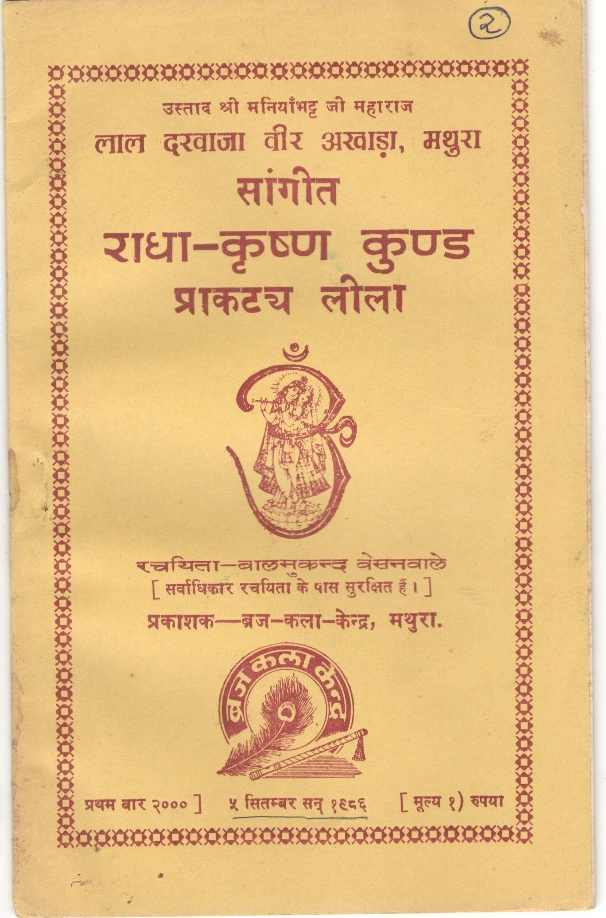 २
उस्ताद श्री मनियाँभट्ट जी महाराज
लाल दरवाजा वीर अखाड़ा, मथुरा
सांगीत
राधा-कृष्ण कुण्ड
प्राकट्य लीला
ॐ
रचयिता-बालमुकन्द बेसनवाले
[ सर्वाधिकार रचयिता के पास सुरक्षित हैं। ]
प्रकाशक—ब्रज-कला-केन्द्र, मथुरा.
ब्रज कला केन्द्र
प्रथम बार २००० ] ५ सितम्बर सन् १९८६ [ मूल्य १) रुपया